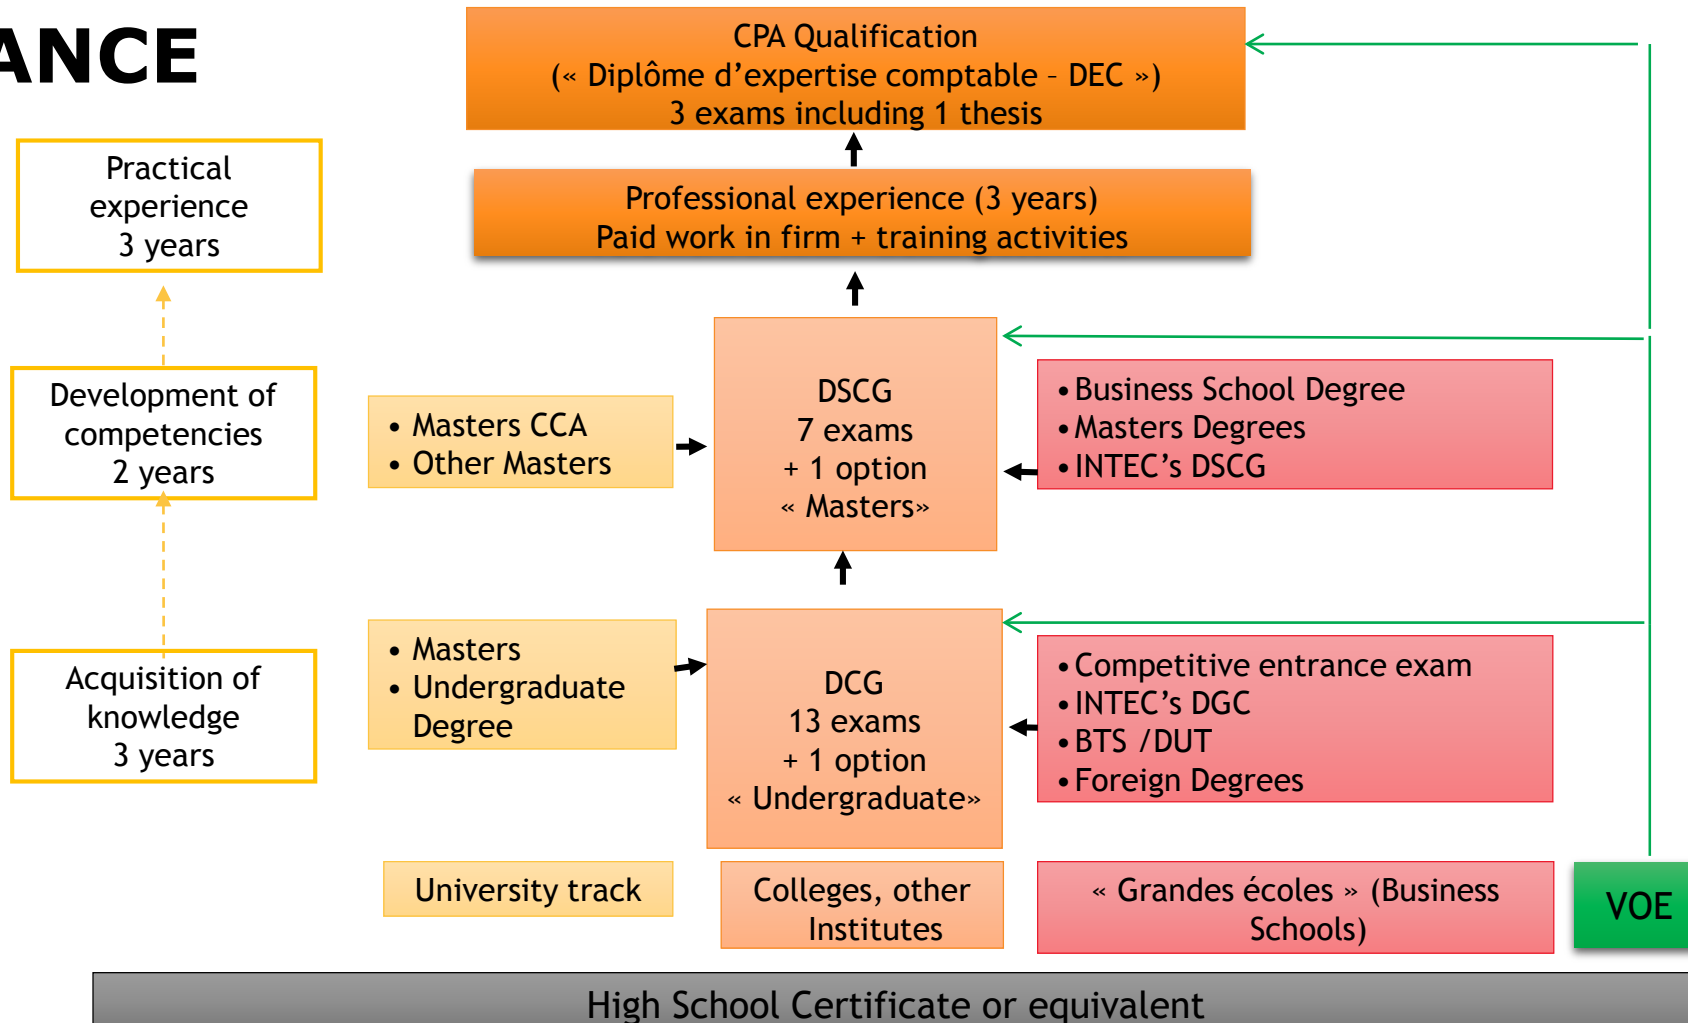 ANCE
CPA Qualification
(« Diplôme d’expertise comptable – DEC »)
3 exams including 1 thesis
Practical
experience
3 years
Professional experience (3 years)
Paid work in firm + training activities
Development of
competencies
2 years
• Masters CCA
• Other Masters
DSCG
7 exams
+ 1 option
« Masters»
• Business School Degree
• Masters Degrees
• INTEC’s DSCG
Acquisition of
knowledge
3 years
• Masters
• Undergraduate
Degree
DCG
13 exams
+ 1 option
« Undergraduate»
• Competitive entrance exam
• INTEC’s DGC
• BTS /DUT
• Foreign Degrees
University track
Colleges, other
Institutes
« Grandes écoles » (Business
Schools)
VOE
High School Certificate or equivalent